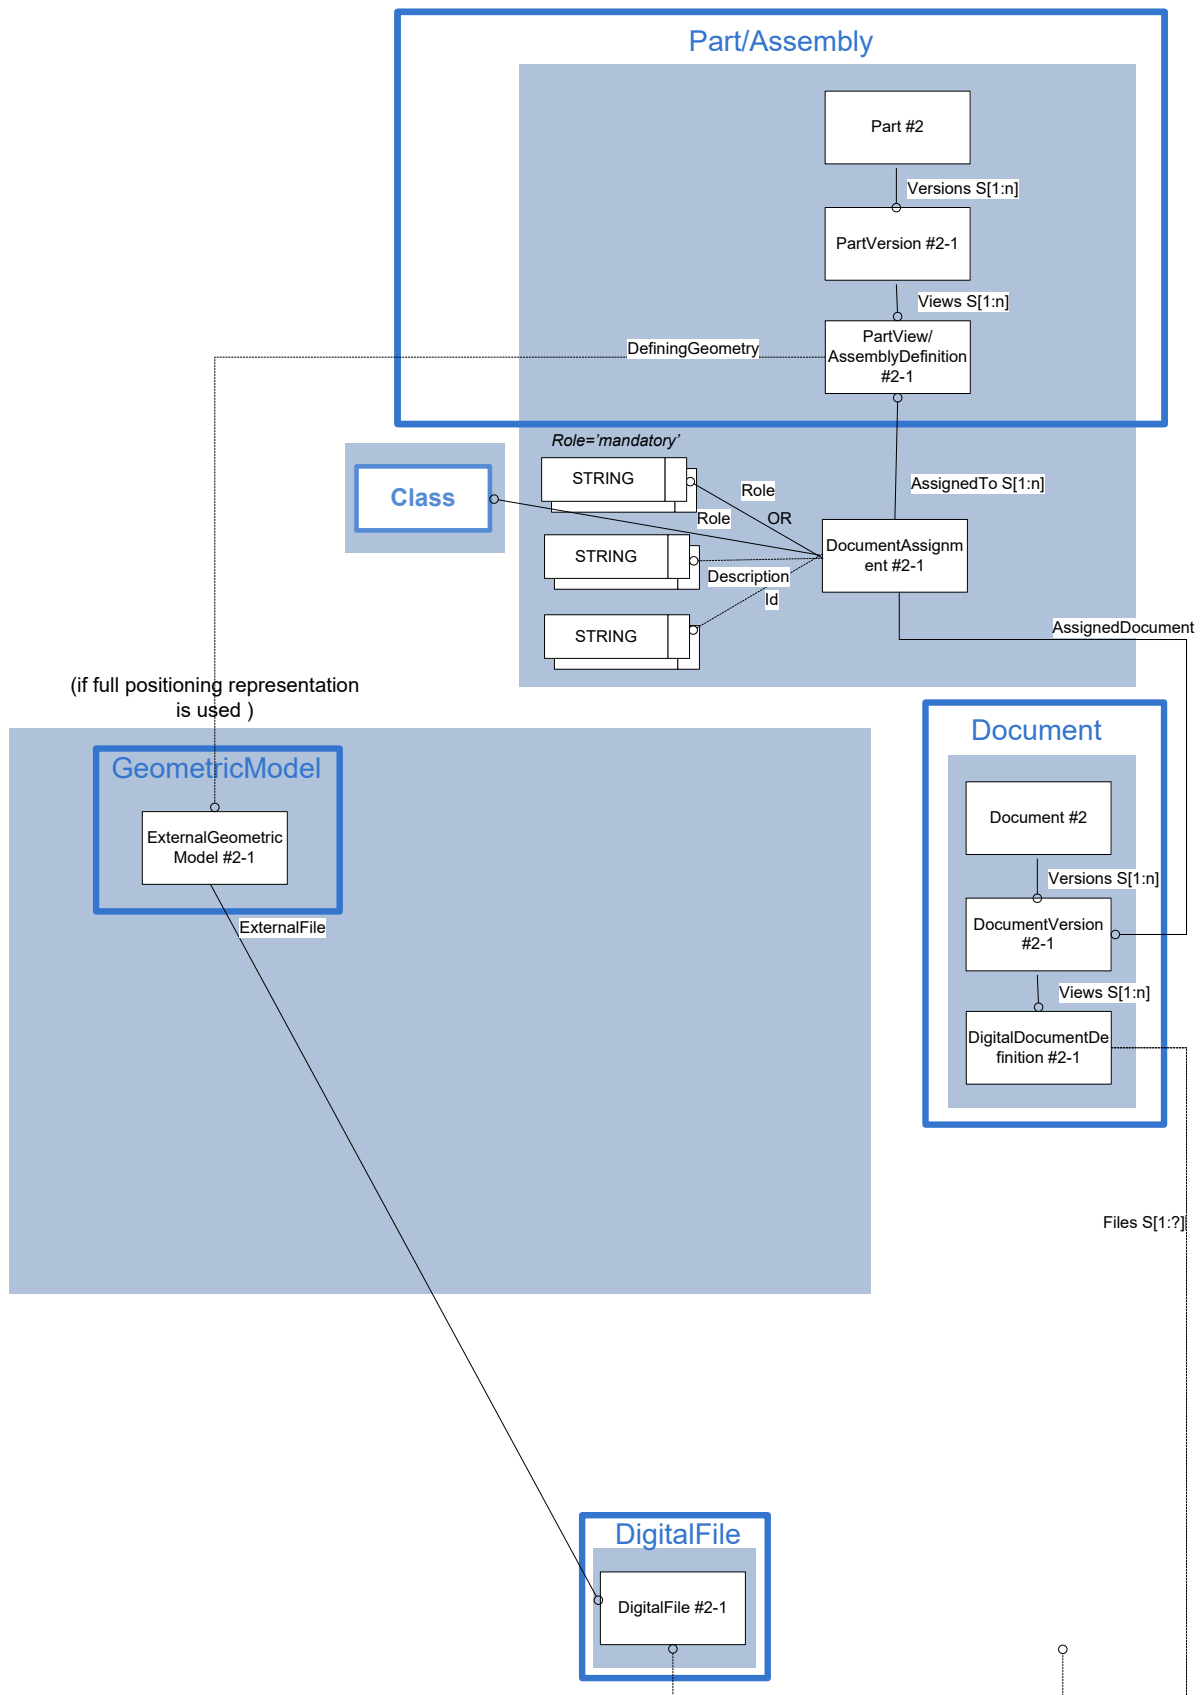 Part/Assembly
Part #2
Versions S[1:n]
PartVersion #2-1
Views S[1:n]
PartView/
AssemblyDefinition
#2-1
DefiningGeometry
Role='mandatory'
STRING
Class
Role
Role
OR
AssignedTo S[1:n]
DocumentAssignm
ent #2-1
STRING
Description
Id
STRING
AssignedDocument
(if full positioning representation
is used )
GeometricModel
ExternalGeometric
Model #2-1
ExternalFile
Document
Document #2
Versions S[1:n]
DocumentVersion
#2-1
Views S[1:n]
DigitalDocumentDe
finition #2-1
Files S[1:?]
DigitalFile
DigitalFile #2-1